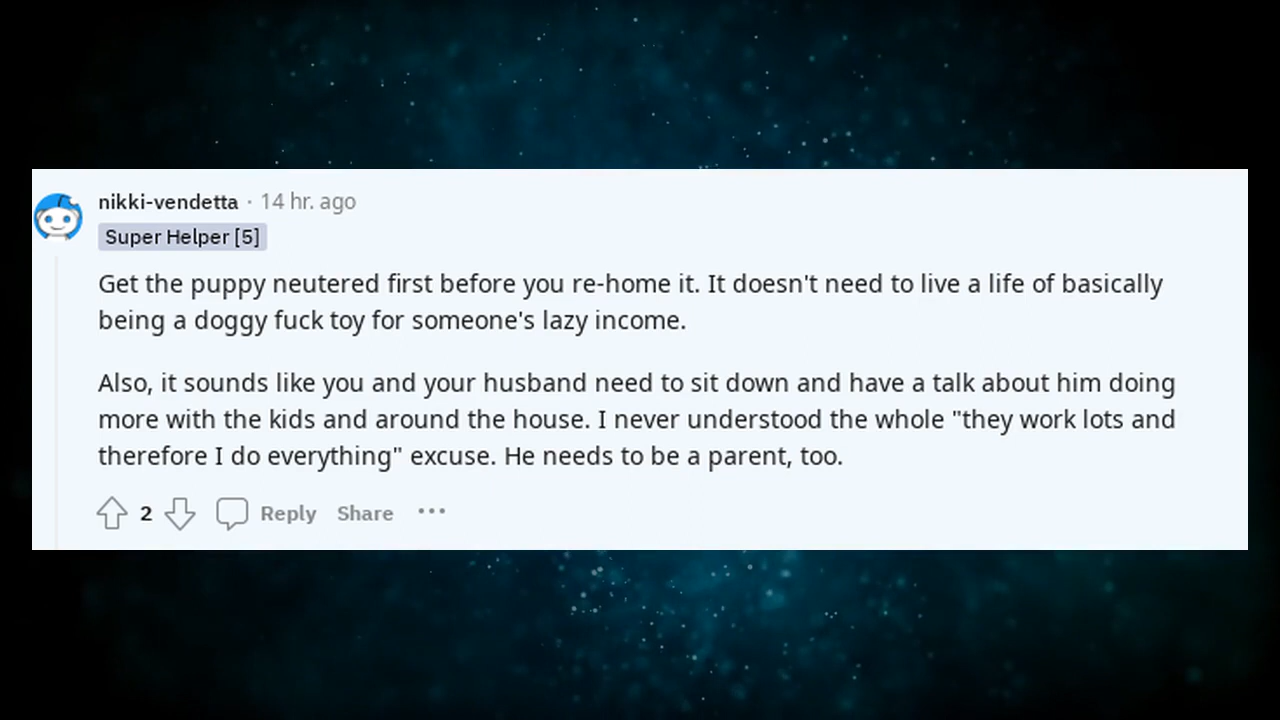 nikki-vendetta · 14 hr. ago
Super Helper [5]
Get the puppy neutered first before you re-home it. It doesn't need to live a life of basically
being a doggy fuck toy for someone's lazy income.
Also, it sounds like you and your husband need to sit down and have a talk about him doing
more with the kids and around the house. I never understood the whole "they work lots and
therefore I do everything" excuse. He needs to be a parent, too.
2 Reply Share ···